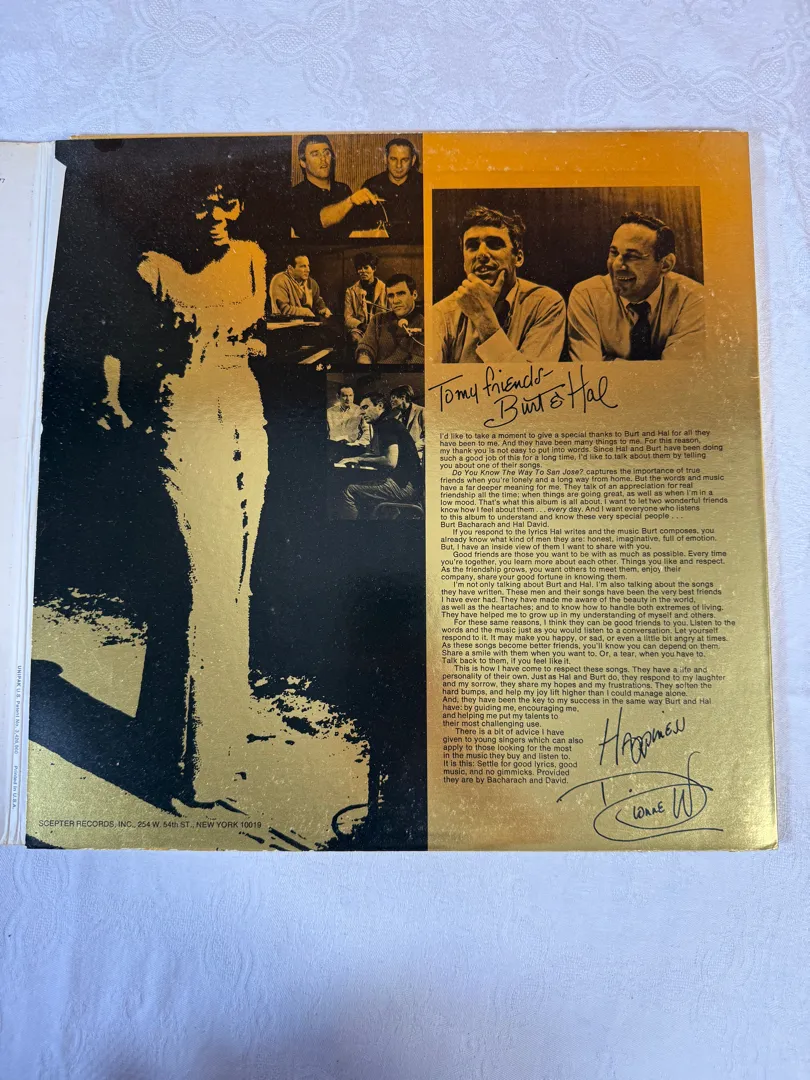 To my friends-
Burt & Hal
I'd like to take a moment to give a special thanks to Burt and Hal for all they
have been to me. And they have been many things to me. For this reason,
my thank you is not easy to put into words. Since Hal and Burt have been doing
such a good job of this for a long time, I'd like to talk about them by telling
you about one of their songs.
Do You Know The Way To San Jose? captures the importance of true
friends when you're lonely and a long way from home. But the words and music
have a far deeper meaning for me. They talk of an appreciation for real
friendship all the time; when things are going great, as well as when I'm in a
low mood. That's what this album is all about. I want to let two wonderful friends
know how I feel about them . . . every day. And I want everyone who listens
to this album to understand and know these very special people . . .
Burt Bacharach and Hal David.
If you respond to the lyrics Hal writes and the music Burt composes, you
already know what kind of men they are: honest, imaginative, full of emotion.
But, I have an inside view of them I want to share with you.
Good friends are those you want to be with as much as possible. Every time
you're together, you learn more about each other. Things you like and respect.
As the friendship grows, you want others to meet them, enjoy their
company, share your good fortune in knowing them.
I'm not only talking about Burt and Hal. I'm also talking about the songs
they have written. These men and their songs have been the very best friends
I have ever had. They have made me aware of the beauty in the world,
as well as the heartaches; and to know how to handle both extremes of living.
They have helped me to grow up in my understanding of myself and others.
For these same reasons, I think they can be good friends to you. Listen to the
words and the music just as you would listen to a conversation. Let yourself
respond to it. It may make you happy, or sad, or even a little bit angry at times.
As these songs become better friends, you'll know you can depend on them.
Share a smile with them when you want to. Or, a tear, when you have to.
Talk back to them, if you feel like it.
This is how I have come to respect these songs. They have a life and
personality of their own. Just as Hal and Burt do, they respond to my laughter
and my sorrow, they share my hopes and my frustrations. They soften the
hard bumps, and help my joy lift higher than I could manage alone.
And, they have been the key to my success in the same way Burt and Hal
have: by guiding me, encouraging me,
and helping me put my talents to
their most challenging use.
There is a bit of advice I have
given to young singers which can also
apply to those looking for the most
in the music they buy and listen to.
It is this: Settle for good lyrics, good
music, and no gimmicks. Provided
they are by Bacharach and David.
Happiness
Dionne W
SCEPTER RECORDS, INC., 254 W. 54th ST., NEW YORK 10019
Printed in U.S.A.